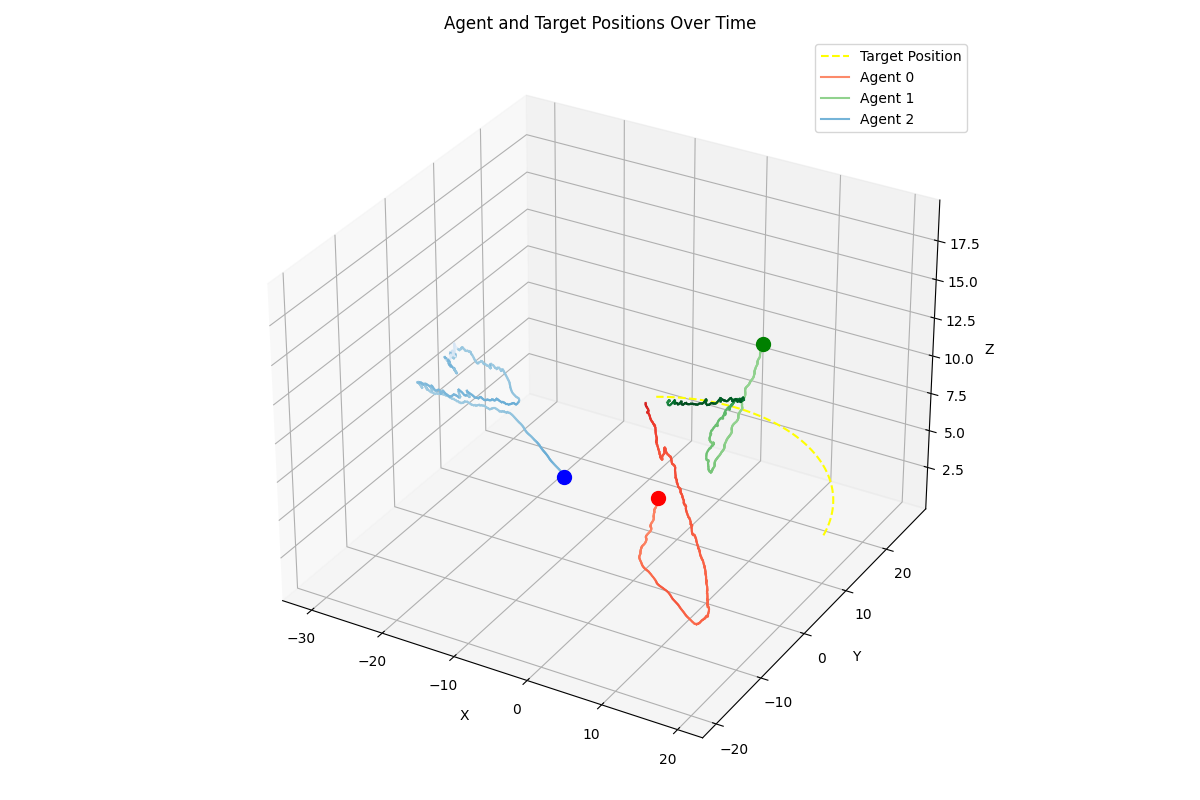 Agent and Target Positions Over Time
Target Position
Agent 0
Agent 1
Agent 2
17.5
15.0
12.5
10.0
7.5
5.0
2.5
Z
20
10
0
−10
−20
Y
−30
−20
−10
0
10
20
X